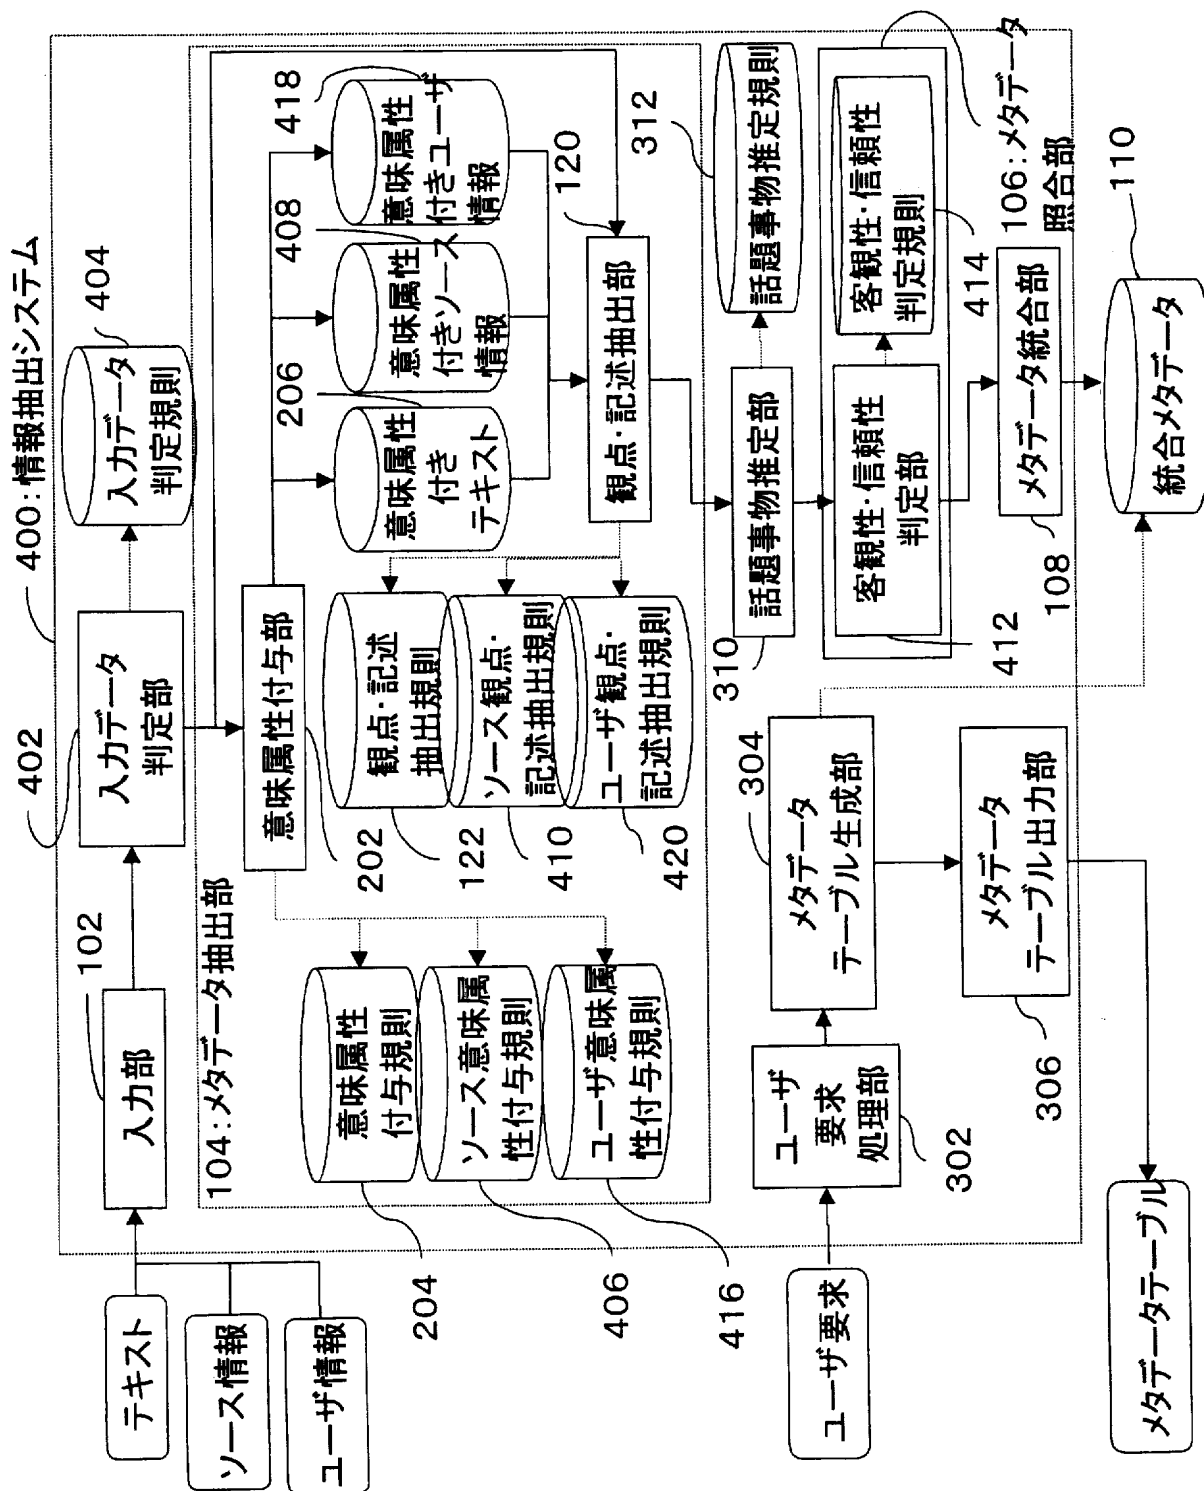 400:情報抽出システム
402
404
入力データ
判定部
入力データ
判定規則
102
入力部
テキスト
ソース情報
ユーザ情報
104:メタデータ抽出部
意味属性付与部
202
意味属性
付与規則
204
ソース意味属
性付与規則
406
ユーザ意味属
性付与規則
416
206
意味属性
付き
テキスト
408
意味属性
付きソース
情報
418
意味属性
付きユーザ
情報
観点・記述
抽出規則
122
ソース観点・
記述抽出規則
410
ユーザ観点・
記述抽出規則
420
120
観点・記述抽出部
310
話題事物推定部
312
話題事物推定規則
106:メタデータ
照合部
412
客観性・信頼性
判定部
客観性・信頼性
判定規則
414
108
メタデータ統合部
110
統合メタデータ
ユーザ要求
ユーザ
要求
処理部
302
304
メタデータ
テーブル生成部
306
メタデータ
テーブル出力部
メタデータテーブル